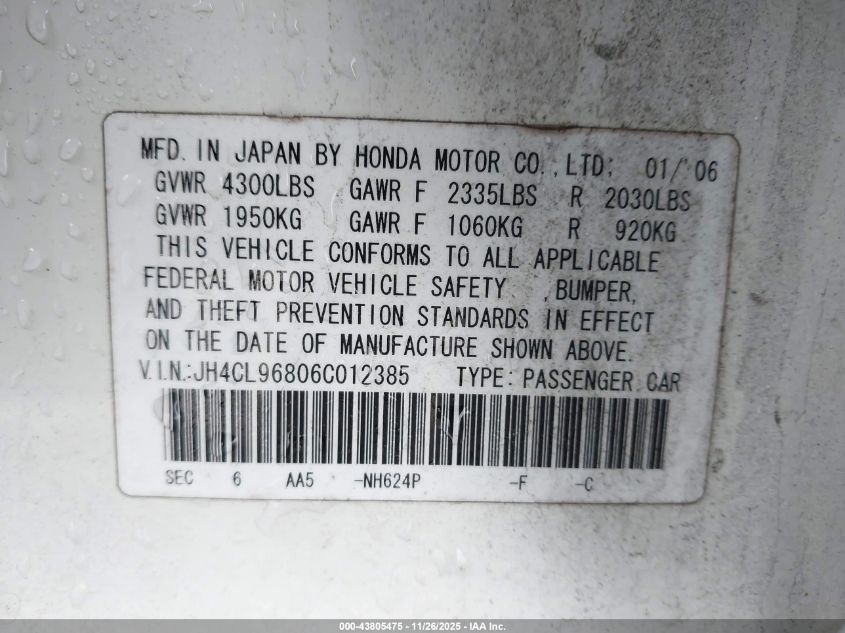 MFD. IN JAPAN BY HONDA MOTOR CO.,LTD. 01/'06
GVWR 4300LBS GAWR F 2335LBS R 2030LBS
GVWR 1950KG GAWR F 1060KG R 920KG
THIS VEHICLE CONFORMS TO ALL APPLICABLE
FEDERAL MOTOR VEHICLE SAFETY ,BUMPER,
AND THEFT PREVENTION STANDARDS IN EFFECT
ON THE DATE OF MANUFACTURE SHOWN ABOVE.
V.I.N.:JH4CL96806C012385 TYPE:PASSENGER CAR
SEC 6 AA5 -NH624P -F -C
000-43805475 - 11/26/2025 - IAA Inc.